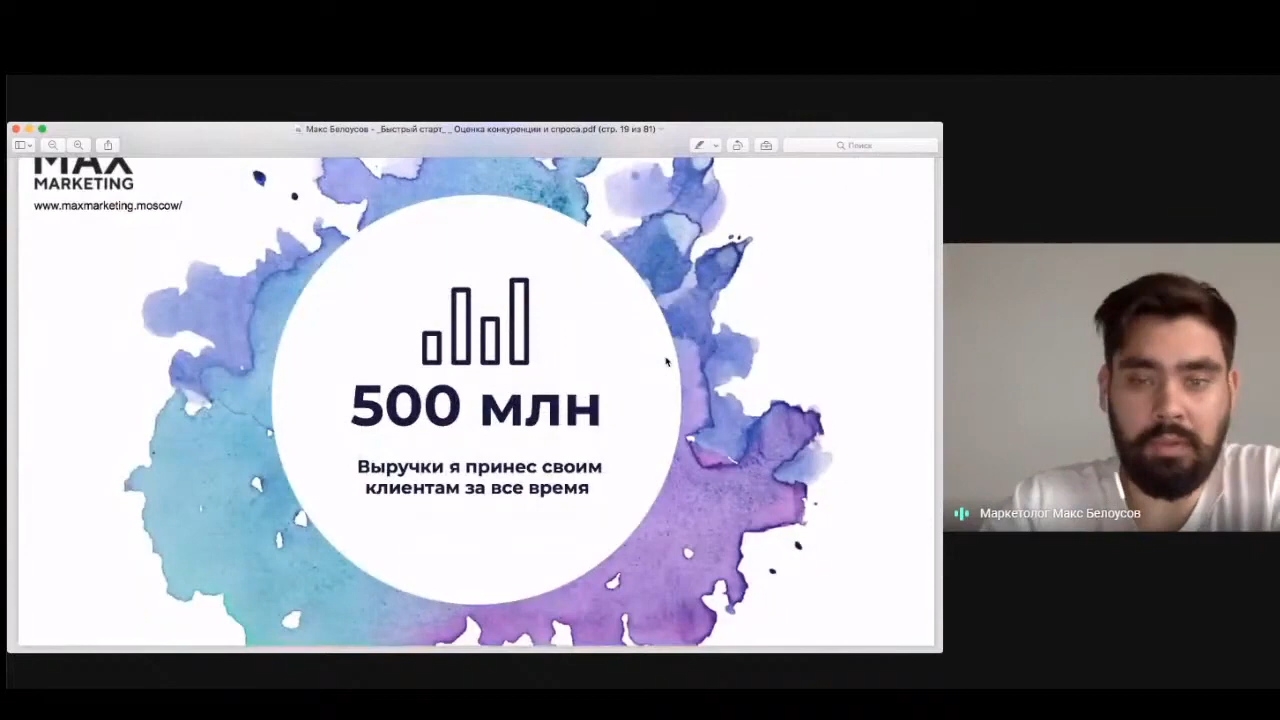 Макс Белоусов - _Быстрый старт_ _ Оценка конкуренции и спроса.pdf (стр. 19 из 81)
Поиск
MAX
MARKETING
www.maxmarketing.moscow/
500 млн
Выручки я принес своим
клиентам за все время
Маркетолог Макс Белоусов